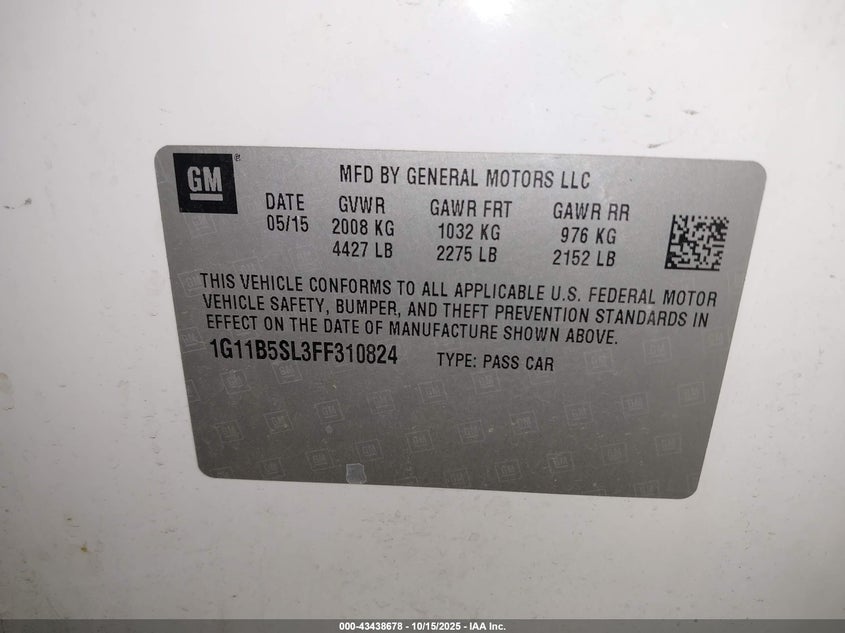 GM®
MFD BY GENERAL MOTORS LLC
DATE GVWR GAWR FRT GAWR RR
05/15 2008 KG 1032 KG 976 KG
4427 LB 2275 LB 2152 LB
THIS VEHICLE CONFORMS TO ALL APPLICABLE U.S. FEDERAL MOTOR
VEHICLE SAFETY, BUMPER, AND THEFT PREVENTION STANDARDS IN
EFFECT ON THE DATE OF MANUFACTURE SHOWN ABOVE.
1G11B5SL3FF310824 TYPE: PASS CAR
000-43438678 - 10/15/2025 - IAA Inc.